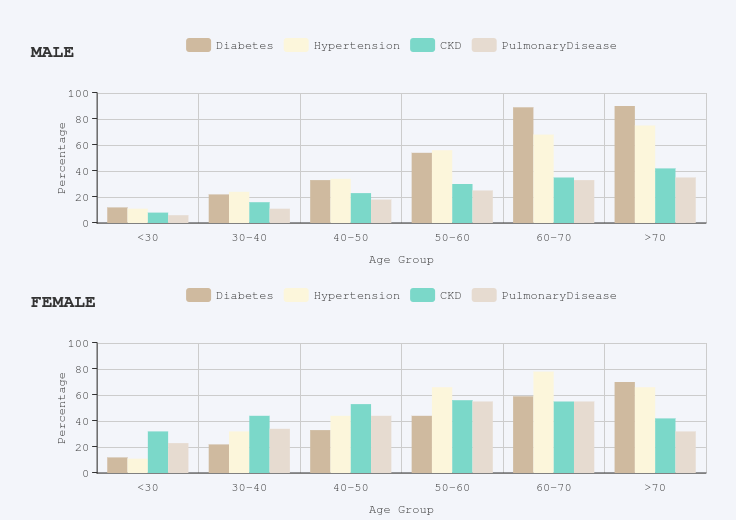 MALE
Diabetes Hypertension CKD PulmonaryDisease
100
80
60
40
20
0
Percentage
<30 30-40 40-50 50-60 60-70 >70
Age Group
FEMALE
Diabetes Hypertension CKD PulmonaryDisease
100
80
60
40
20
0
Percentage
<30 30-40 40-50 50-60 60-70 >70
Age Group